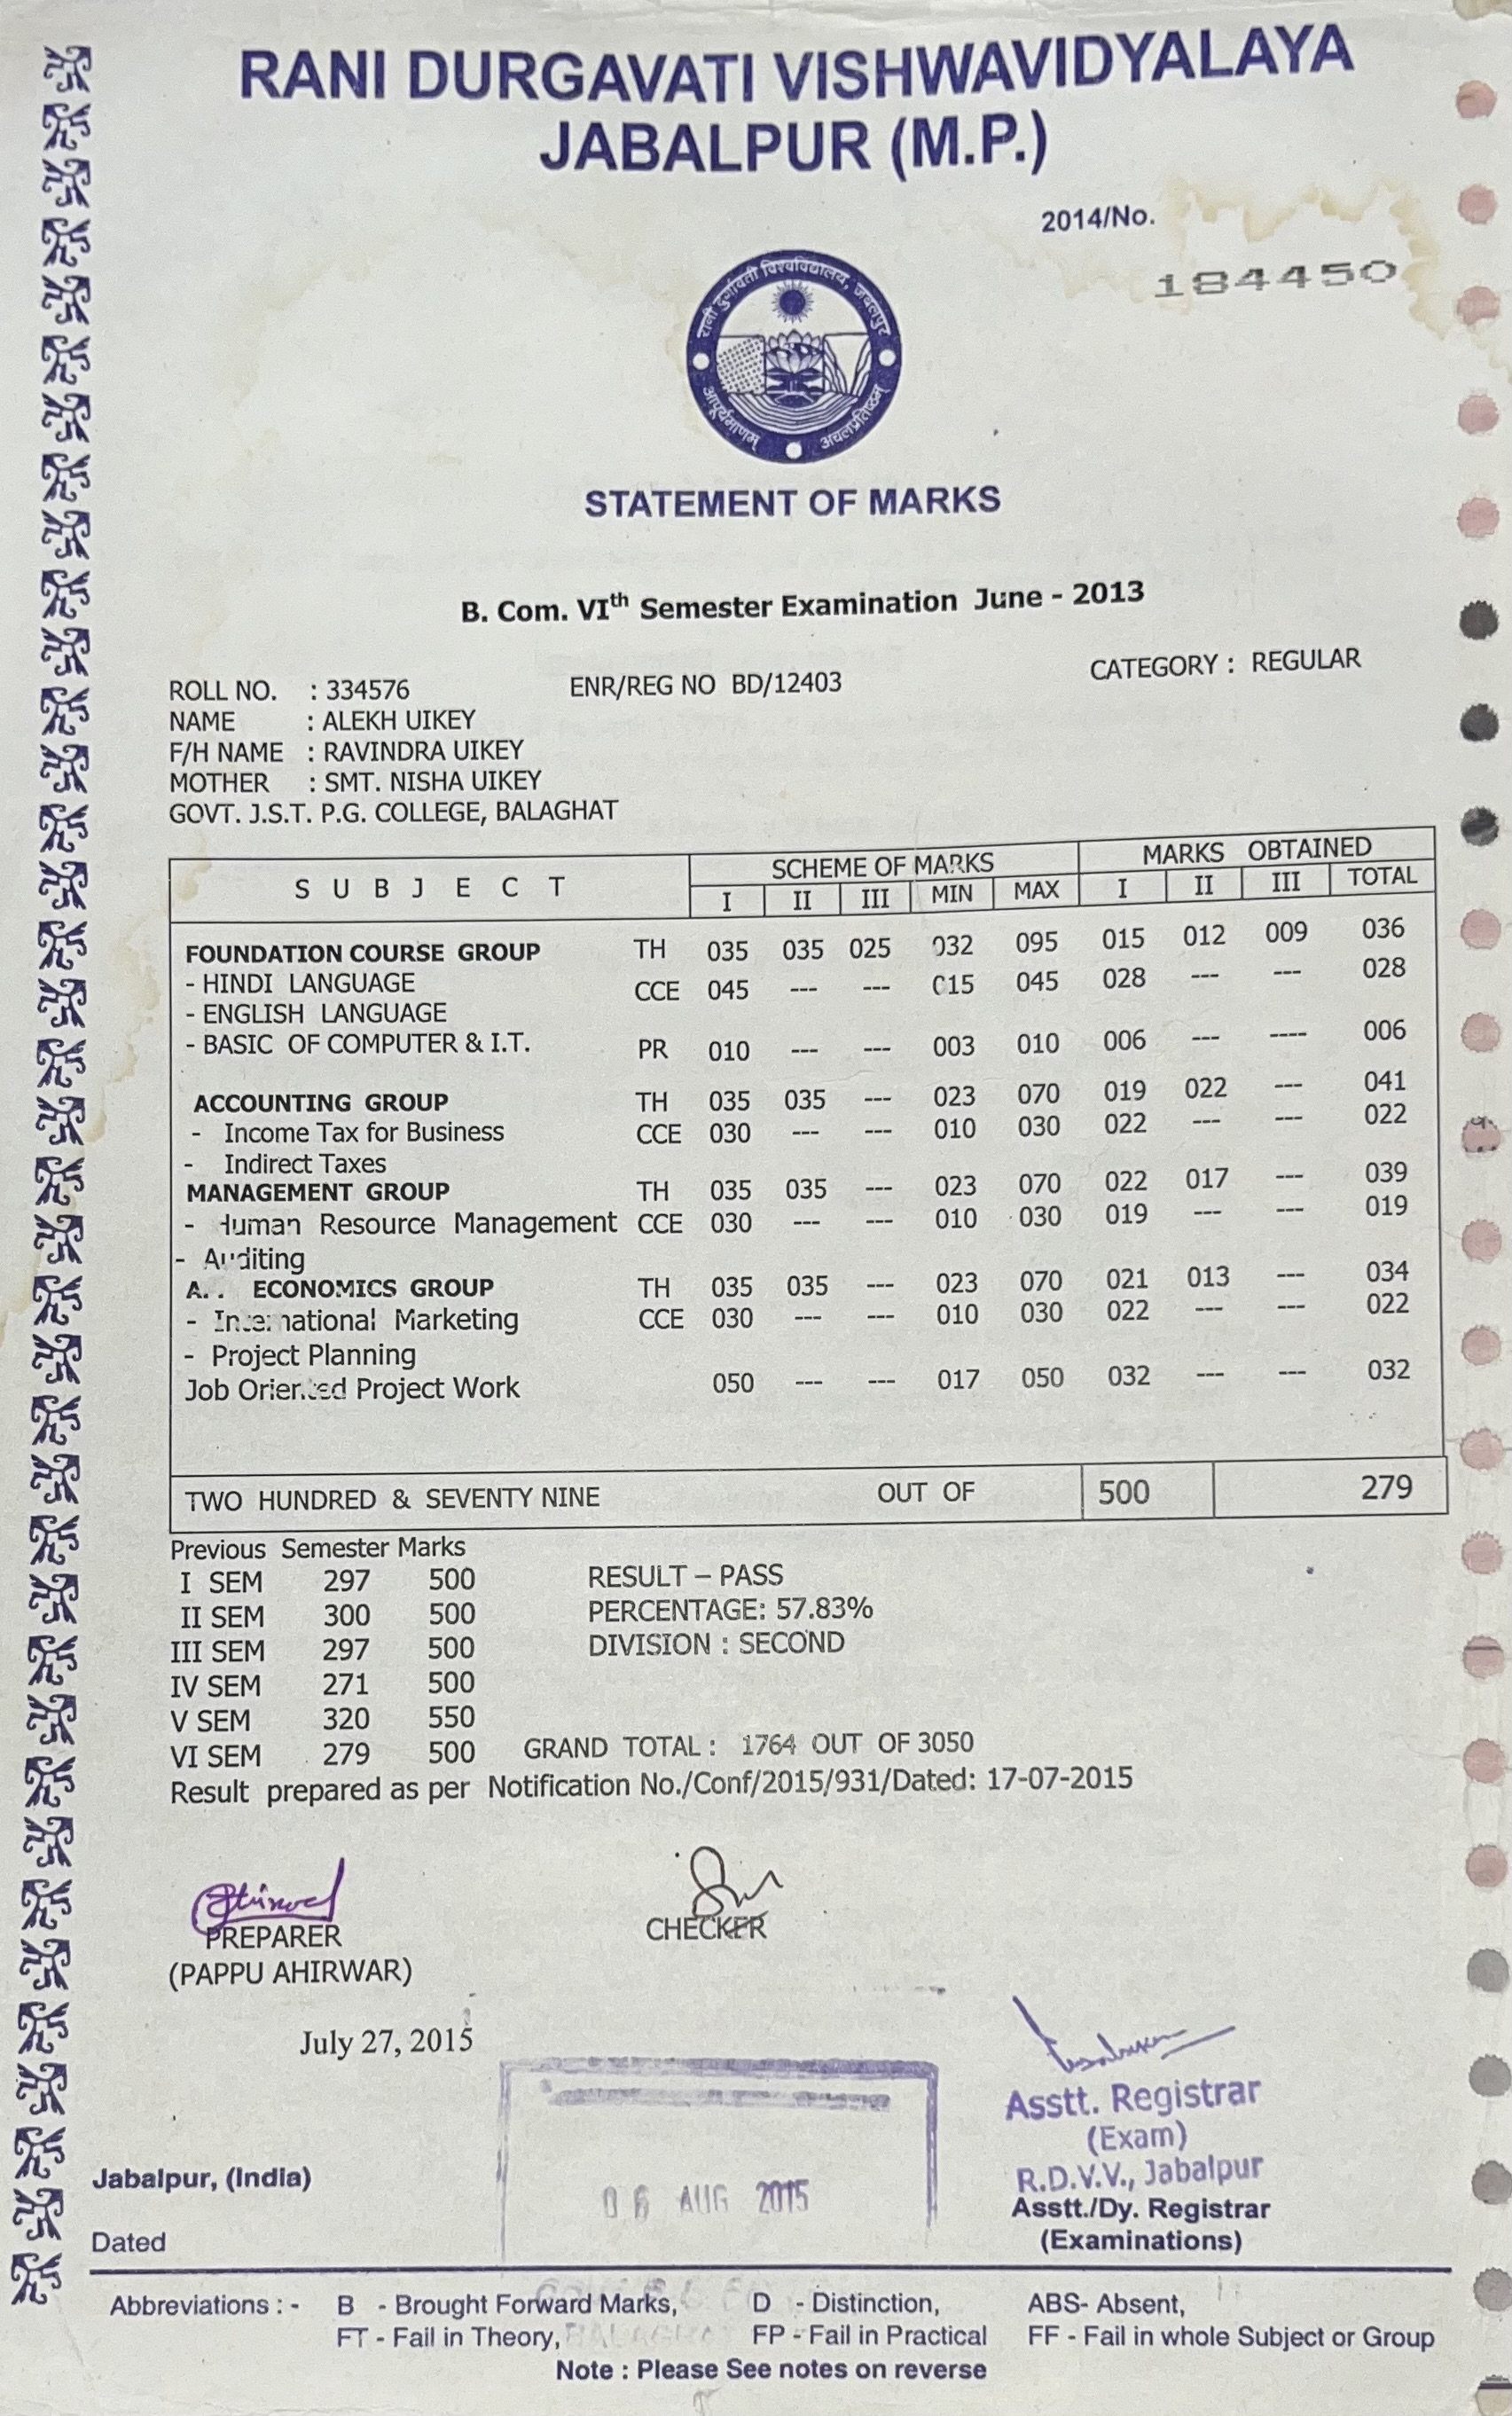 RANI DURGAVATI VISHWAVIDYALAYA
JABALPUR (M.P.)
2014/No.
184450
रानी दुर्गावती विश्वविद्यालय, जबलपुर
आपूर्यमाणम् अचलप्रतिष्ठम्
STATEMENT OF MARKS
B. Com. VIth Semester Examination June - 2013
ROLL NO. : 334576 ENR/REG NO BD/12403 CATEGORY : REGULAR
NAME : ALEKH UIKEY
F/H NAME : RAVINDRA UIKEY
MOTHER : SMT. NISHA UIKEY
GOVT. J.S.T. P.G. COLLEGE, BALAGHAT
S U B J E C T SCHEME OF MARKS MARKS OBTAINED
I II III MIN MAX I II III TOTAL
FOUNDATION COURSE GROUP TH 035 035 025 032 095 015 012 009 036
- HINDI LANGUAGE CCE 045 --- --- 015 045 028 --- --- 028
- ENGLISH LANGUAGE
- BASIC OF COMPUTER & I.T. PR 010 --- --- 003 010 006 --- ---- 006
ACCOUNTING GROUP TH 035 035 --- 023 070 019 022 --- 041
- Income Tax for Business CCE 030 --- --- 010 030 022 --- --- 022
- Indirect Taxes
MANAGEMENT GROUP TH 035 035 --- 023 070 022 017 --- 039
- Human Resource Management CCE 030 --- --- 010 030 019 --- --- 019
- Auditing
ECONOMICS GROUP TH 035 035 --- 023 070 021 013 --- 034
- International Marketing CCE 030 --- --- 010 030 022 --- --- 022
- Project Planning
Job Oriented Project Work 050 --- --- 017 050 032 --- --- 032
TWO HUNDRED & SEVENTY NINE OUT OF 500 279
Previous Semester Marks
I SEM 297 500 RESULT – PASS
II SEM 300 500 PERCENTAGE: 57.83%
III SEM 297 500 DIVISION : SECOND
IV SEM 271 500
V SEM 320 550
VI SEM 279 500 GRAND TOTAL : 1764 OUT OF 3050
Result prepared as per Notification No./Conf/2015/931/Dated: 17-07-2015
PREPARER CHECKER
(PAPPU AHIRWAR)
July 27, 2015
Asstt. Registrar
(Exam)
R.D.V.V., Jabalpur
Jabalpur, (India)
06 AUG 2015
Asstt./Dy. Registrar
(Examinations)
Dated
Abbreviations : - B - Brought Forward Marks, D - Distinction, ABS- Absent,
FT - Fail in Theory, FP - Fail in Practical FF - Fail in whole Subject or Group
Note : Please See notes on reverse